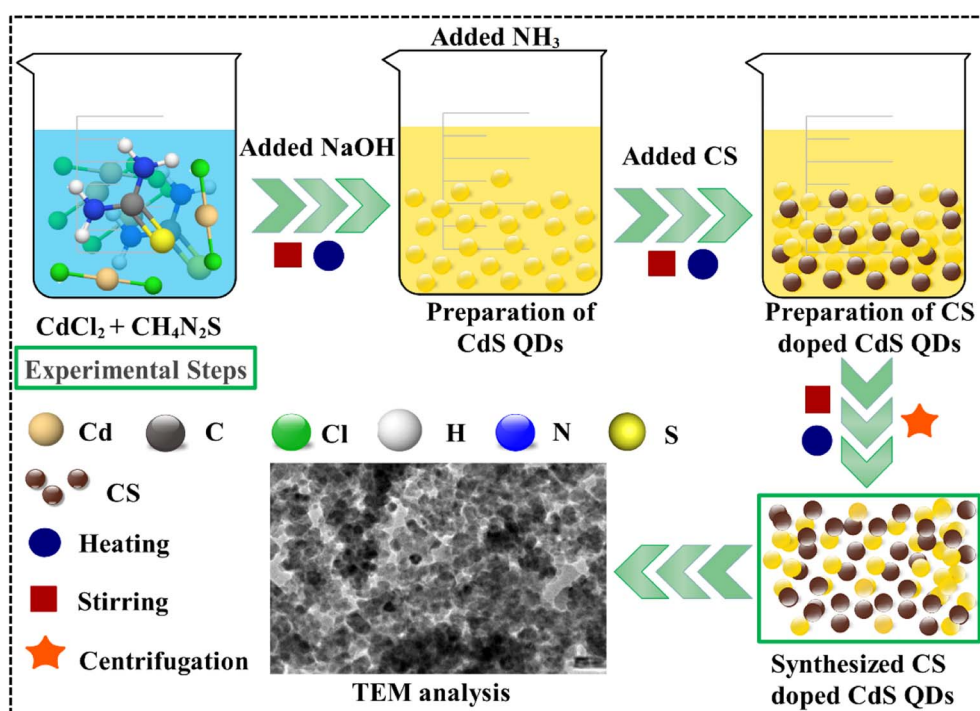 Added NH₃
Added NaOH
Added CS
CdCl₂ + CH₄N₂S
Preparation of
CdS QDs
Preparation of CS
doped CdS QDs
Experimental Steps
Cd
C
Cl
H
N
S
CS
Heating
Stirring
Centrifugation
TEM analysis
Synthesized CS
doped CdS QDs